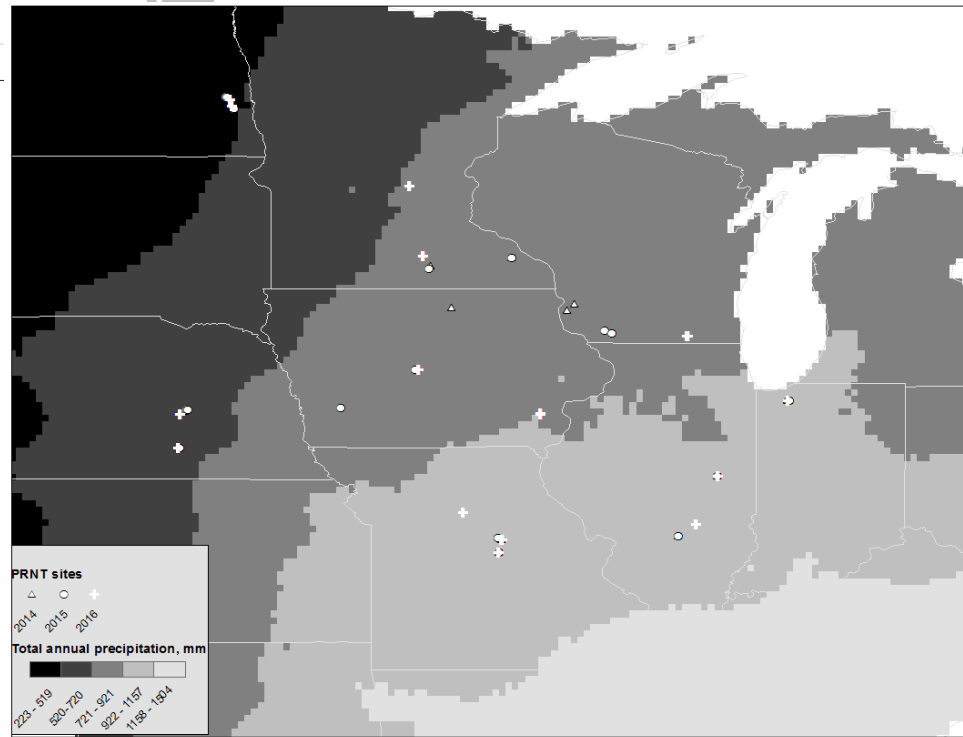 PRNT sites
2014 2015 2016
Total annual precipitation, mm
223 - 519 520-720 721 - 921 922 - 1157 1158 - 1504